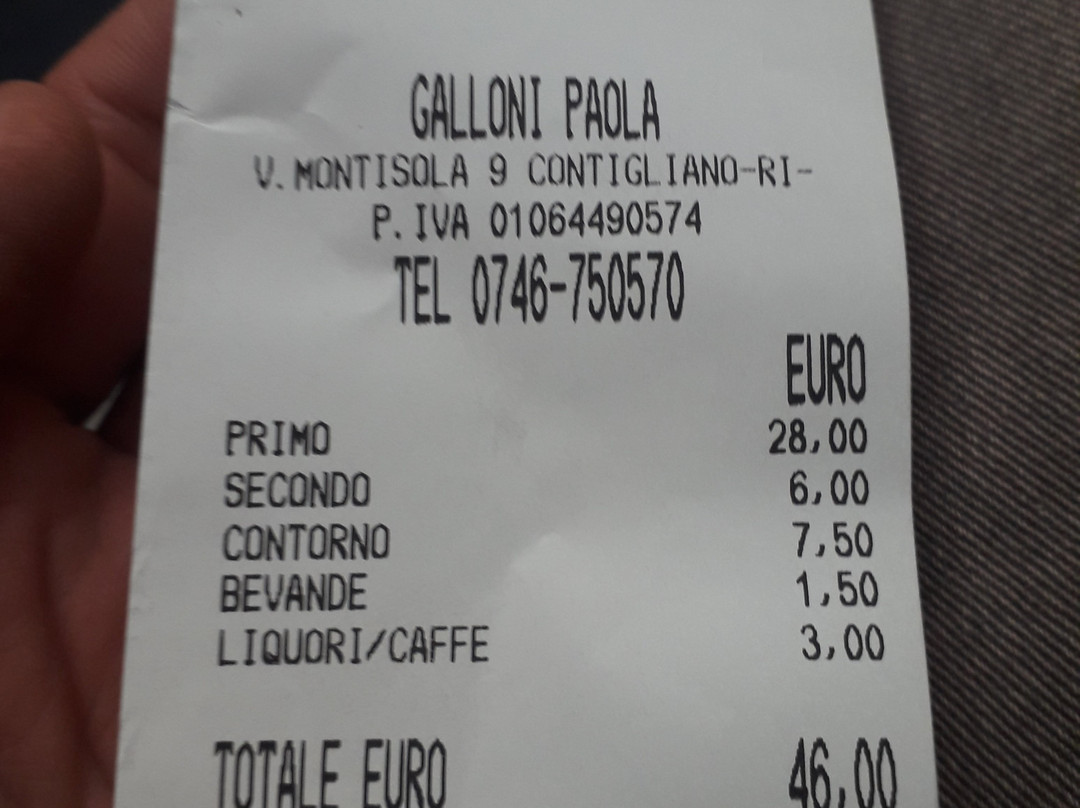 GALLONI PAOLA
V. MONTISOLA 9 CONTIGLIANO-RI-
P. IVA 01064490574
TEL 0746-750570
EURO
PRIMO 28,00
SECONDO 6,00
CONTORNO 7,50
BEVANDE 1,50
LIQUORI/CAFFE 3,00
TOTALE EURO 46,00